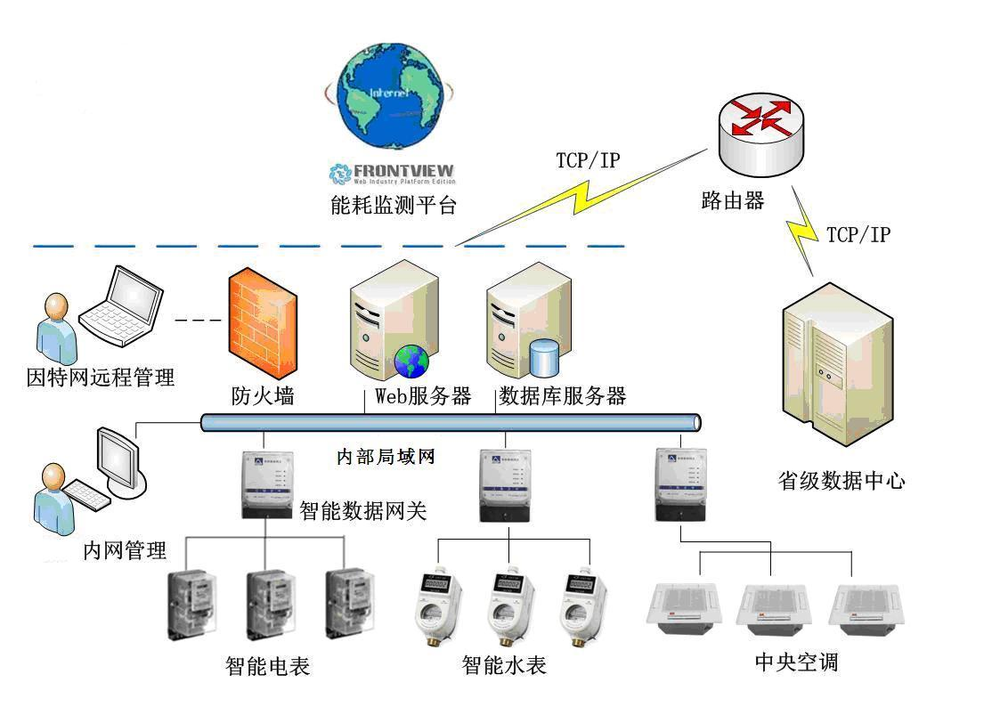 Internet
FRONTVIEW
Web Industry Platform Edition
能耗监测平台
TCP/IP
路由器
TCP/IP
因特网远程管理
防火墙
Web服务器
数据库服务器
内部局域网
省级数据中心
智能数据网关
内网管理
智能电表
智能水表
中央空调